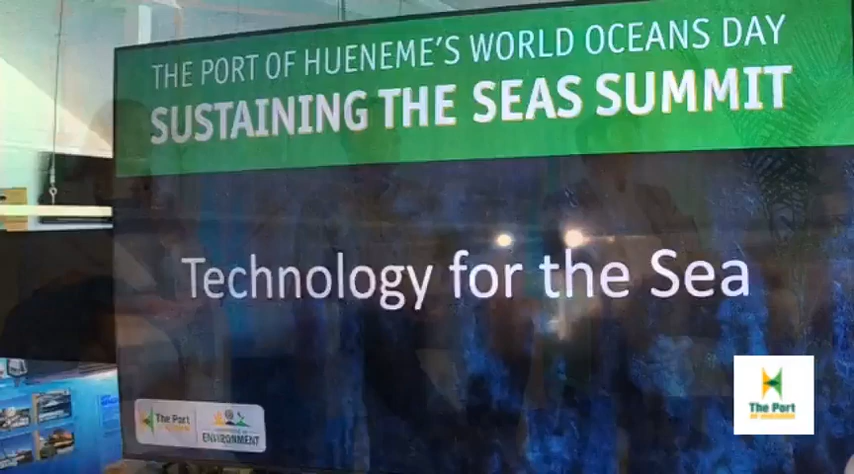 THE PORT OF HUENEME'S WORLD OCEANS DAY
SUSTAINING THE SEAS SUMMIT
Technology for the Sea
The Port
ENVIRONMENT
The Port